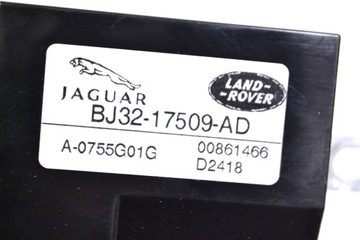 JAGUAR
LAND-
-ROVER
BJ32-17509-AD
A-0755G01G 00861466
D2418